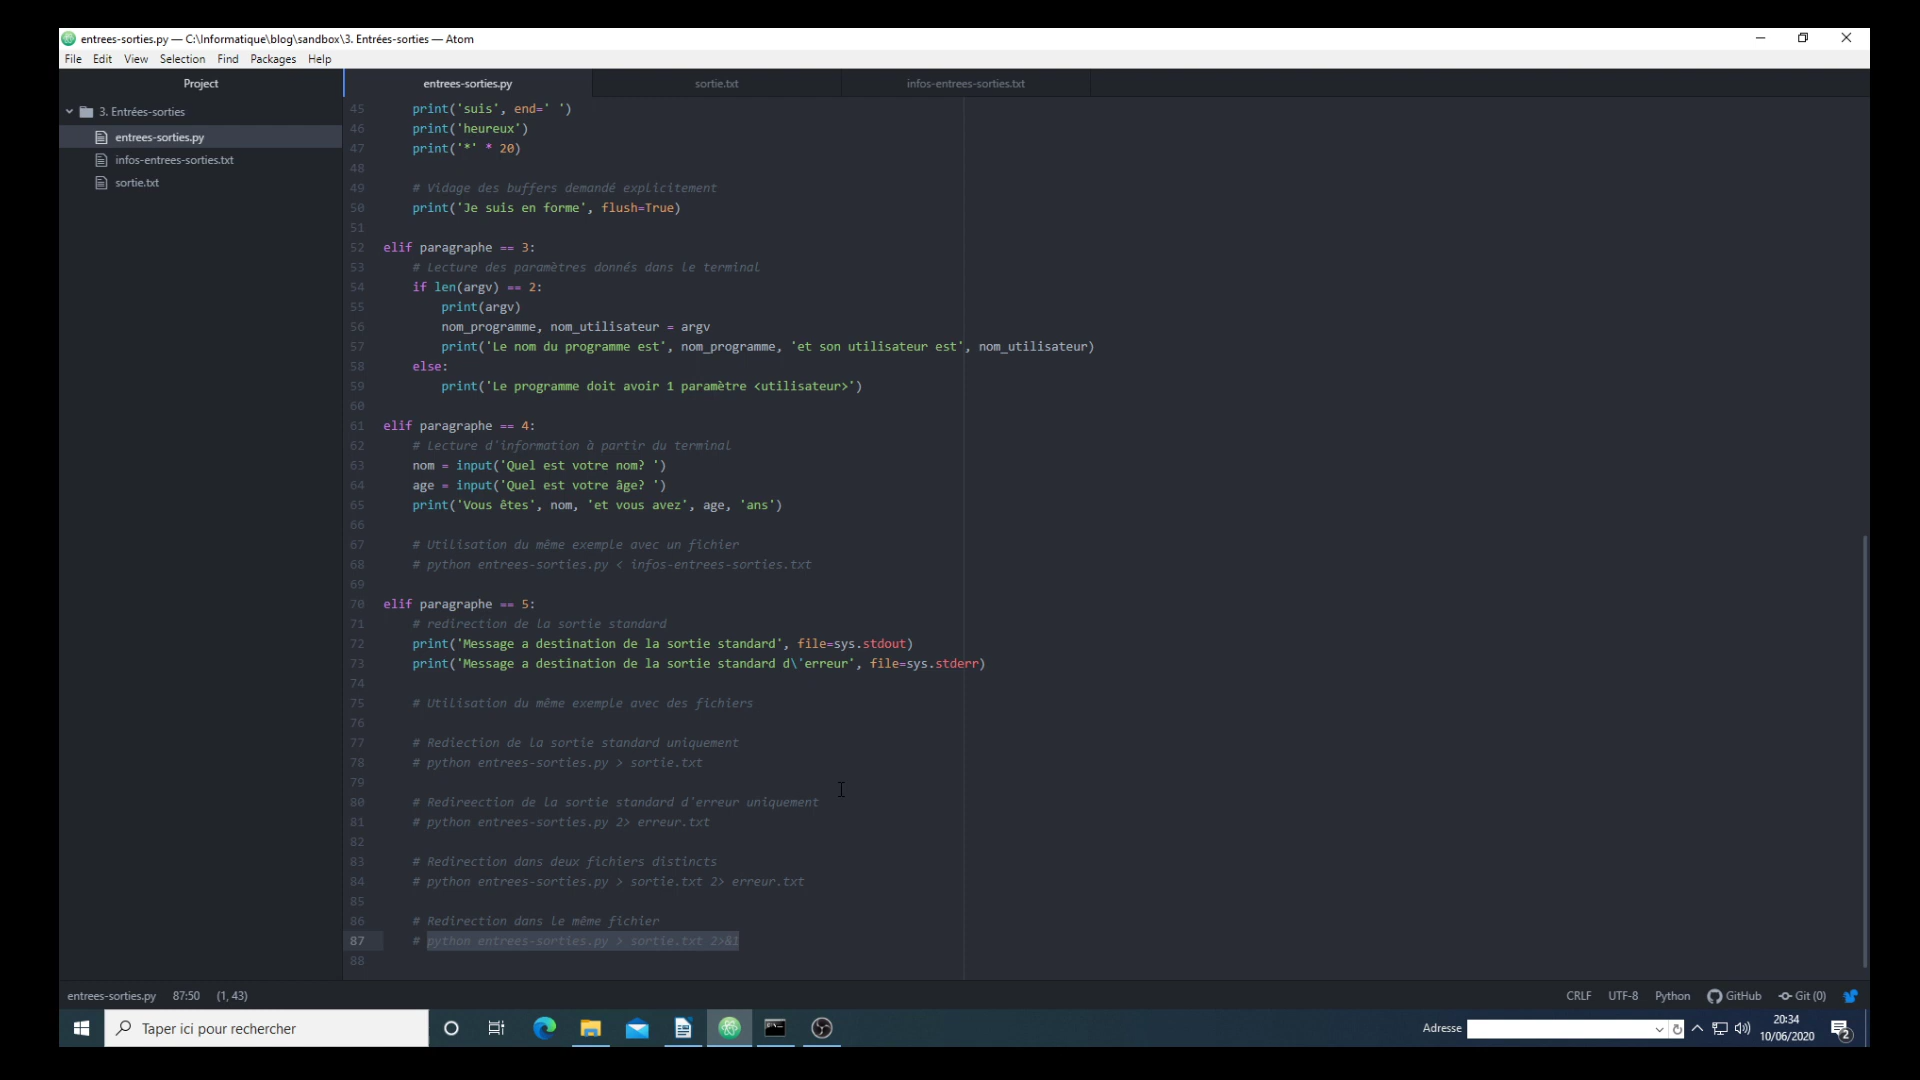 entrees-sorties.py — C:\Informatique\blog\sandbox\3. Entrées-sorties — Atom
File Edit View Selection Find Packages Help
Project
entrees-sorties.py
sortie.txt
infos-entrees-sorties.txt
3. Entrées-sorties
entrees-sorties.py
infos-entrees-sorties.txt
sortie.txt
45 print('suis', end=' ')
46 print('heureux')
47 print('*' * 20)
48
49 # Vidage des buffers demandé explicitement
50 print('Je suis en forme', flush=True)
51
52 elif paragraphe == 3:
53 # Lecture des paramètres donnés dans le terminal
54 if len(argv) == 2:
55 print(argv)
56 nom_programme, nom_utilisateur = argv
57 print('Le nom du programme est', nom_programme, 'et son utilisateur est', nom_utilisateur)
58 else:
59 print('Le programme doit avoir 1 paramètre <utilisateur>')
60
61 elif paragraphe == 4:
62 # Lecture d'information à partir du terminal
63 nom = input('Quel est votre nom? ')
64 age = input('Quel est votre âge? ')
65 print('Vous êtes', nom, 'et vous avez', age, 'ans')
66
67 # Utilisation du même exemple avec un fichier
68 # python entrees-sorties.py < infos-entrees-sorties.txt
69
70 elif paragraphe == 5:
71 # redirection de la sortie standard
72 print('Message a destination de la sortie standard', file=sys.stdout)
73 print('Message a destination de la sortie standard d\'erreur', file=sys.stderr)
74
75 # Utilisation du même exemple avec des fichiers
76
77 # Rediection de la sortie standard uniquement
78 # python entrees-sorties.py > sortie.txt
79
80 # Redireection de la sortie standard d'erreur uniquement
81 # python entrees-sorties.py 2> erreur.txt
82
83 # Redirection dans deux fichiers distincts
84 # python entrees-sorties.py > sortie.txt 2> erreur.txt
85
86 # Redirection dans le même fichier
87 # python entrees-sorties.py > sortie.txt 2>&1
88
entrees-sorties.py 87:50 (1, 43)
CRLF UTF-8 Python GitHub Git (0)
Taper ici pour rechercher
Adresse
20:34
10/06/2020
2